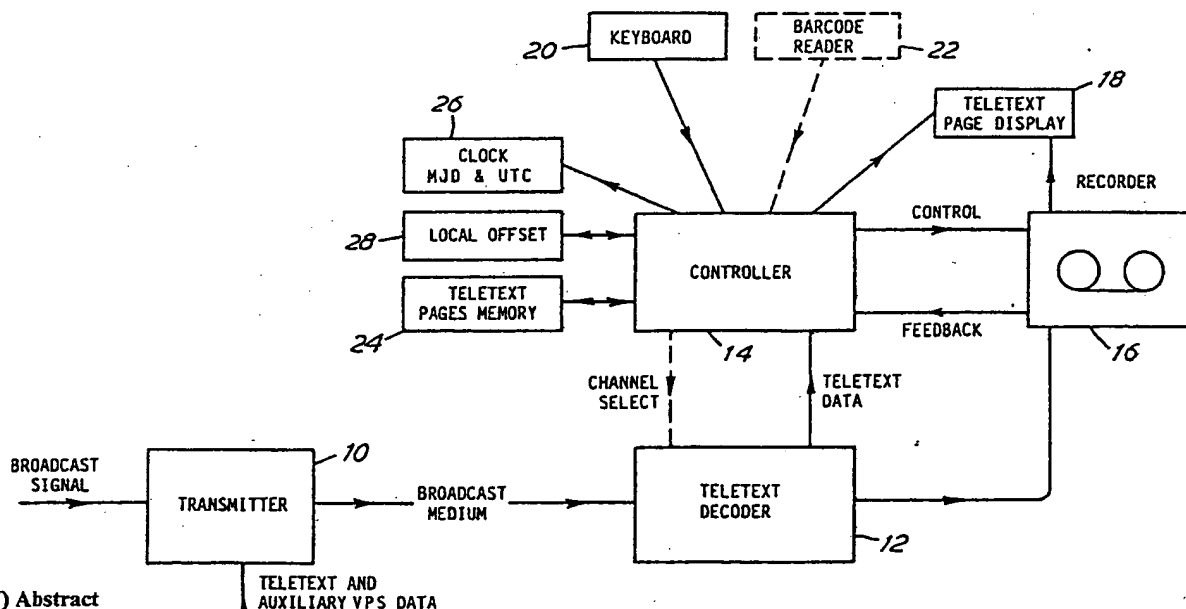 20
KEYBOARD
BARCODE
READER
22
26
CLOCK
MJD & UTC
18
TELETEXT
PAGE DISPLAY
RECORDER
28
LOCAL OFFSET
CONTROLLER
CONTROL
24
TELETEXT
PAGES MEMORY
FEEDBACK
14
16
CHANNEL
SELECT
TELETEXT
DATA
BROADCAST
SIGNAL
10
TRANSMITTER
BROADCAST
MEDIUM
TELETEXT
DECODER
12
TELETEXT AND
AUXILIARY VPS DATA
) Abstract